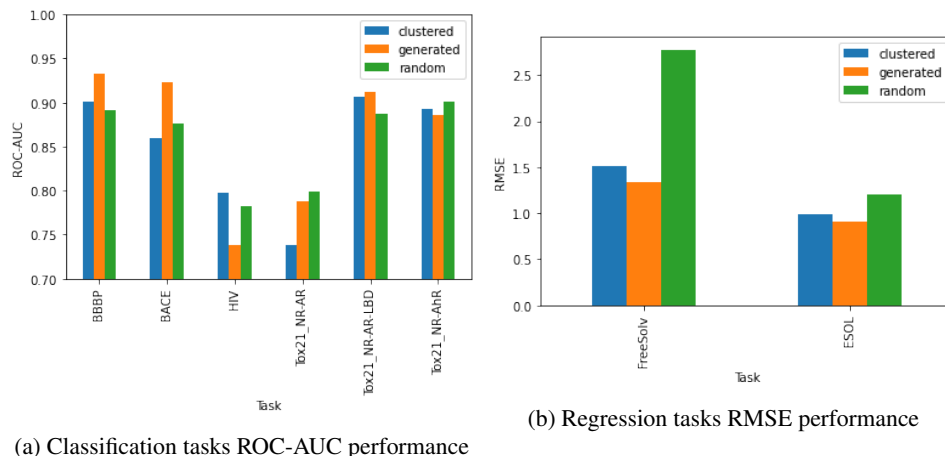 1.00
0.95
0.90
0.85
0.80
0.75
0.70
ROC-AUC
clustered
generated
random
BBBP
BACE
HIV
Tox21_NR-AR
Tox21_NR-AR-LBD
Tox21_NR-AhR
Task
(a) Classification tasks ROC-AUC performance
2.5
2.0
1.5
1.0
0.5
0.0
RMSE
clustered
generated
random
FreeSolv
ESOL
Task
(b) Regression tasks RMSE performance